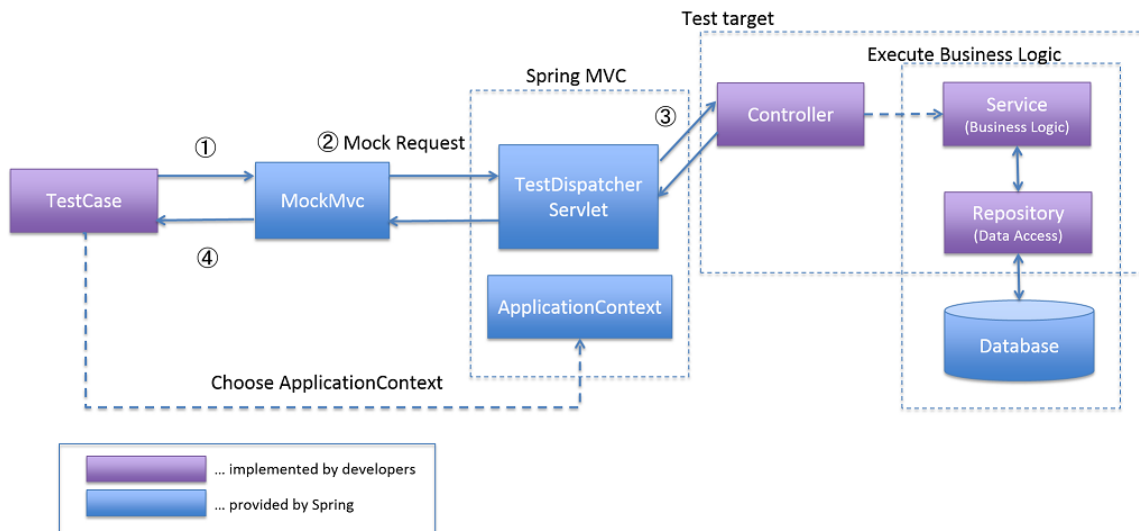 Test target
Execute Business Logic
Spring MVC
Controller
Service
(Business Logic)
③
①
② Mock Request
TestCase
MockMvc
TestDispatcher
Servlet
Repository
(Data Access)
④
ApplicationContext
Database
Choose ApplicationContext
... implemented by developers
... provided by Spring